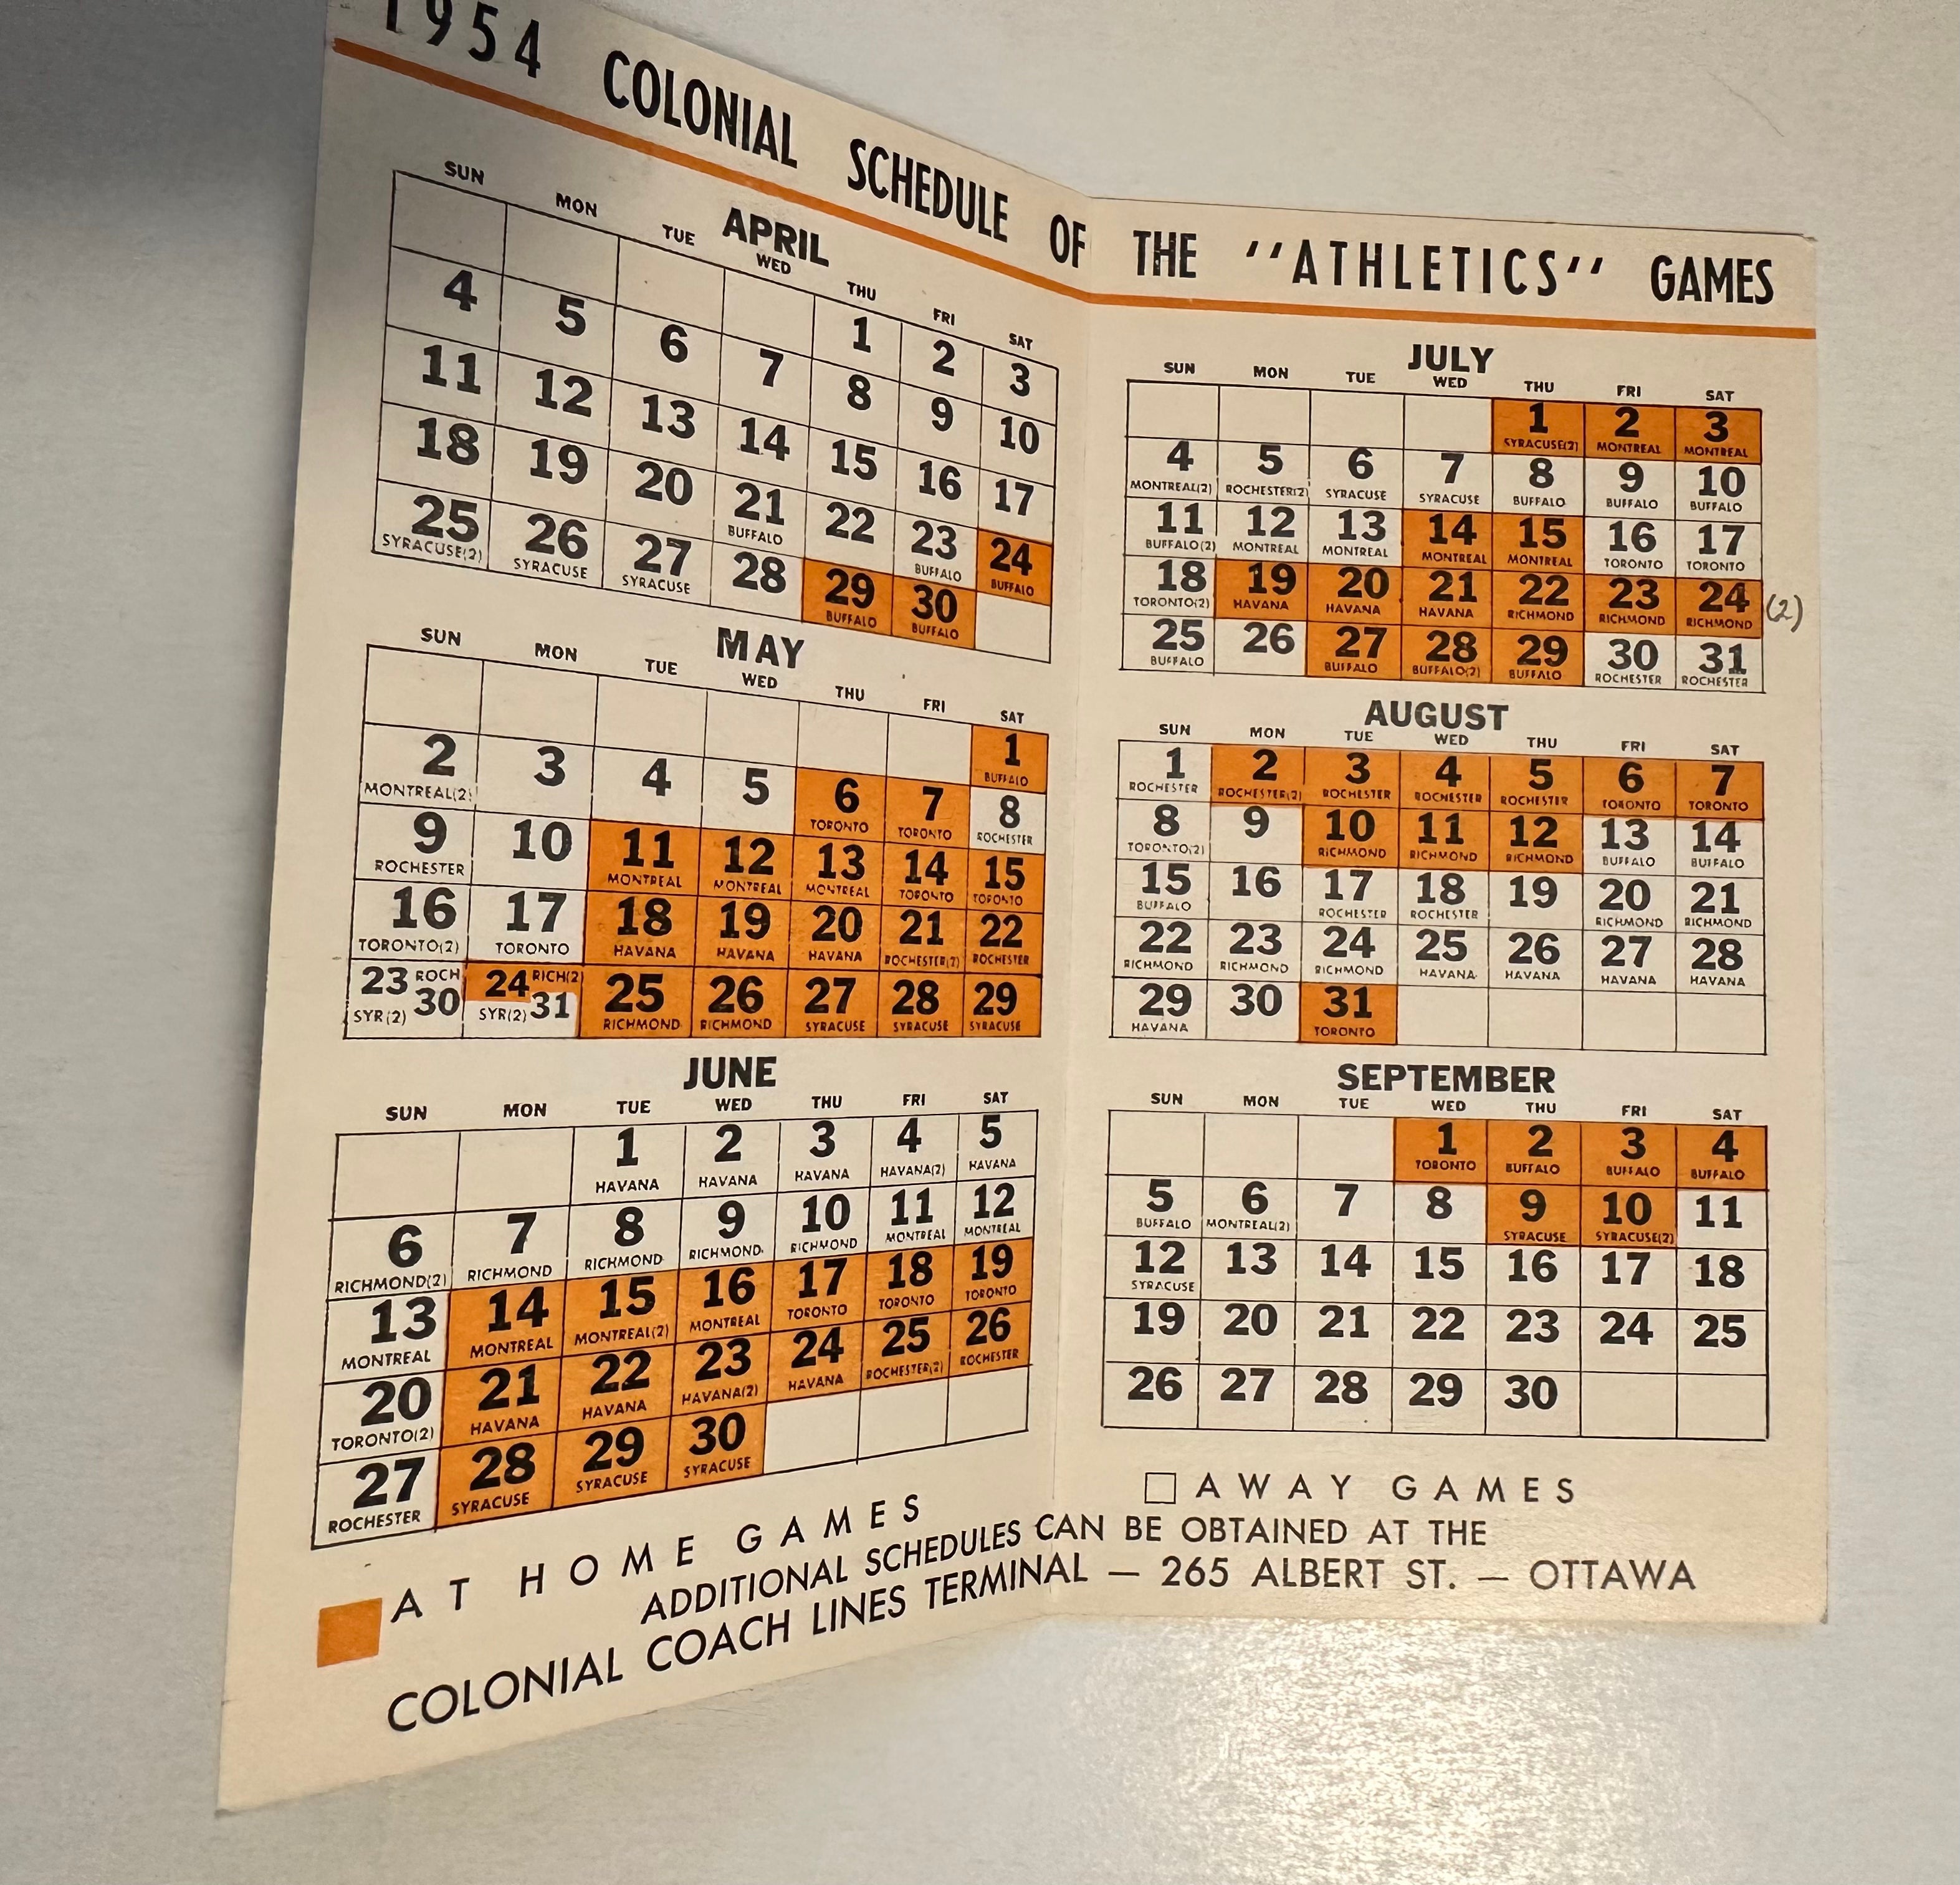 1954 COLONIAL SCHEDULE OF THE "ATHLETICS" GAMES
APRIL
SUN MON TUE WED THU FRI SAT
1 2 3
4 5 6 7 8 9 10
11 12 13 14 15 16 17
18 19 20 21 22 23 24
BUFFALO BUFFALO BUFFALO
25 26 27 28 29 30
SYRACUSE(2) SYRACUSE SYRACUSE BUFFALO BUFFALO
MAY
SUN MON TUE WED THU FRI SAT
1
BUFFALO
2 3 4 5 6 7 8
MONTREAL(2) TORONTO TORONTO ROCHESTER
9 10 11 12 13 14 15
ROCHESTER MONTREAL MONTREAL MONTREAL TORONTO TORONTO
16 17 18 19 20 21 22
TORONTO(2) TORONTO HAVANA HAVANA HAVANA ROCHESTER(2) ROCHESTER
23 ROCH 24 RICH(2) 25 26 27 28 29
SYR(2) 30 SYR(2) 31 RICHMOND RICHMOND SYRACUSE SYRACUSE SYRACUSE
JUNE
SUN MON TUE WED THU FRI SAT
1 2 3 4 5
HAVANA HAVANA HAVANA HAVANA(2) HAVANA
6 7 8 9 10 11 12
RICHMOND(2) RICHMOND RICHMOND RICHMOND RICHMOND MONTREAL MONTREAL
13 14 15 16 17 18 19
MONTREAL MONTREAL MONTREAL(2) MONTREAL TORONTO TORONTO TORONTO
20 21 22 23 24 25 26
TORONTO(2) HAVANA HAVANA HAVANA(2) HAVANA ROCHESTER(2) ROCHESTER
27 28 29 30
ROCHESTER SYRACUSE SYRACUSE SYRACUSE
JULY
SUN MON TUE WED THU FRI SAT
1 2 3
SYRACUSE(2) MONTREAL MONTREAL
4 5 6 7 8 9 10
MONTREAL(2) ROCHESTER(2) SYRACUSE SYRACUSE BUFFALO BUFFALO BUFFALO
11 12 13 14 15 16 17
BUFFALO(2) MONTREAL MONTREAL MONTREAL MONTREAL TORONTO TORONTO
18 19 20 21 22 23 24 (2)
TORONTO(2) HAVANA HAVANA HAVANA RICHMOND RICHMOND RICHMOND
25 26 27 28 29 30 31
BUFFALO BUFFALO BUFFALO(2) BUFFALO ROCHESTER ROCHESTER
AUGUST
SUN MON TUE WED THU FRI SAT
1 2 3 4 5 6 7
ROCHESTER ROCHESTER(2) ROCHESTER ROCHESTER ROCHESTER TORONTO TORONTO
8 9 10 11 12 13 14
TORONTO(2) RICHMOND RICHMOND RICHMOND BUFFALO BUFFALO
15 16 17 18 19 20 21
BUFFALO ROCHESTER ROCHESTER RICHMOND RICHMOND
22 23 24 25 26 27 28
RICHMOND RICHMOND RICHMOND HAVANA HAVANA HAVANA HAVANA
29 30 31
HAVANA TORONTO
SEPTEMBER
SUN MON TUE WED THU FRI SAT
1 2 3 4
TORONTO BUFFALO BUFFALO BUFFALO
5 6 7 8 9 10 11
BUFFALO MONTREAL(2) SYRACUSE SYRACUSE(2)
12 13 14 15 16 17 18
SYRACUSE
19 20 21 22 23 24 25
26 27 28 29 30
AT HOME GAMES AWAY GAMES
ADDITIONAL SCHEDULES CAN BE OBTAINED AT THE
COLONIAL COACH LINES TERMINAL — 265 ALBERT ST. — OTTAWA